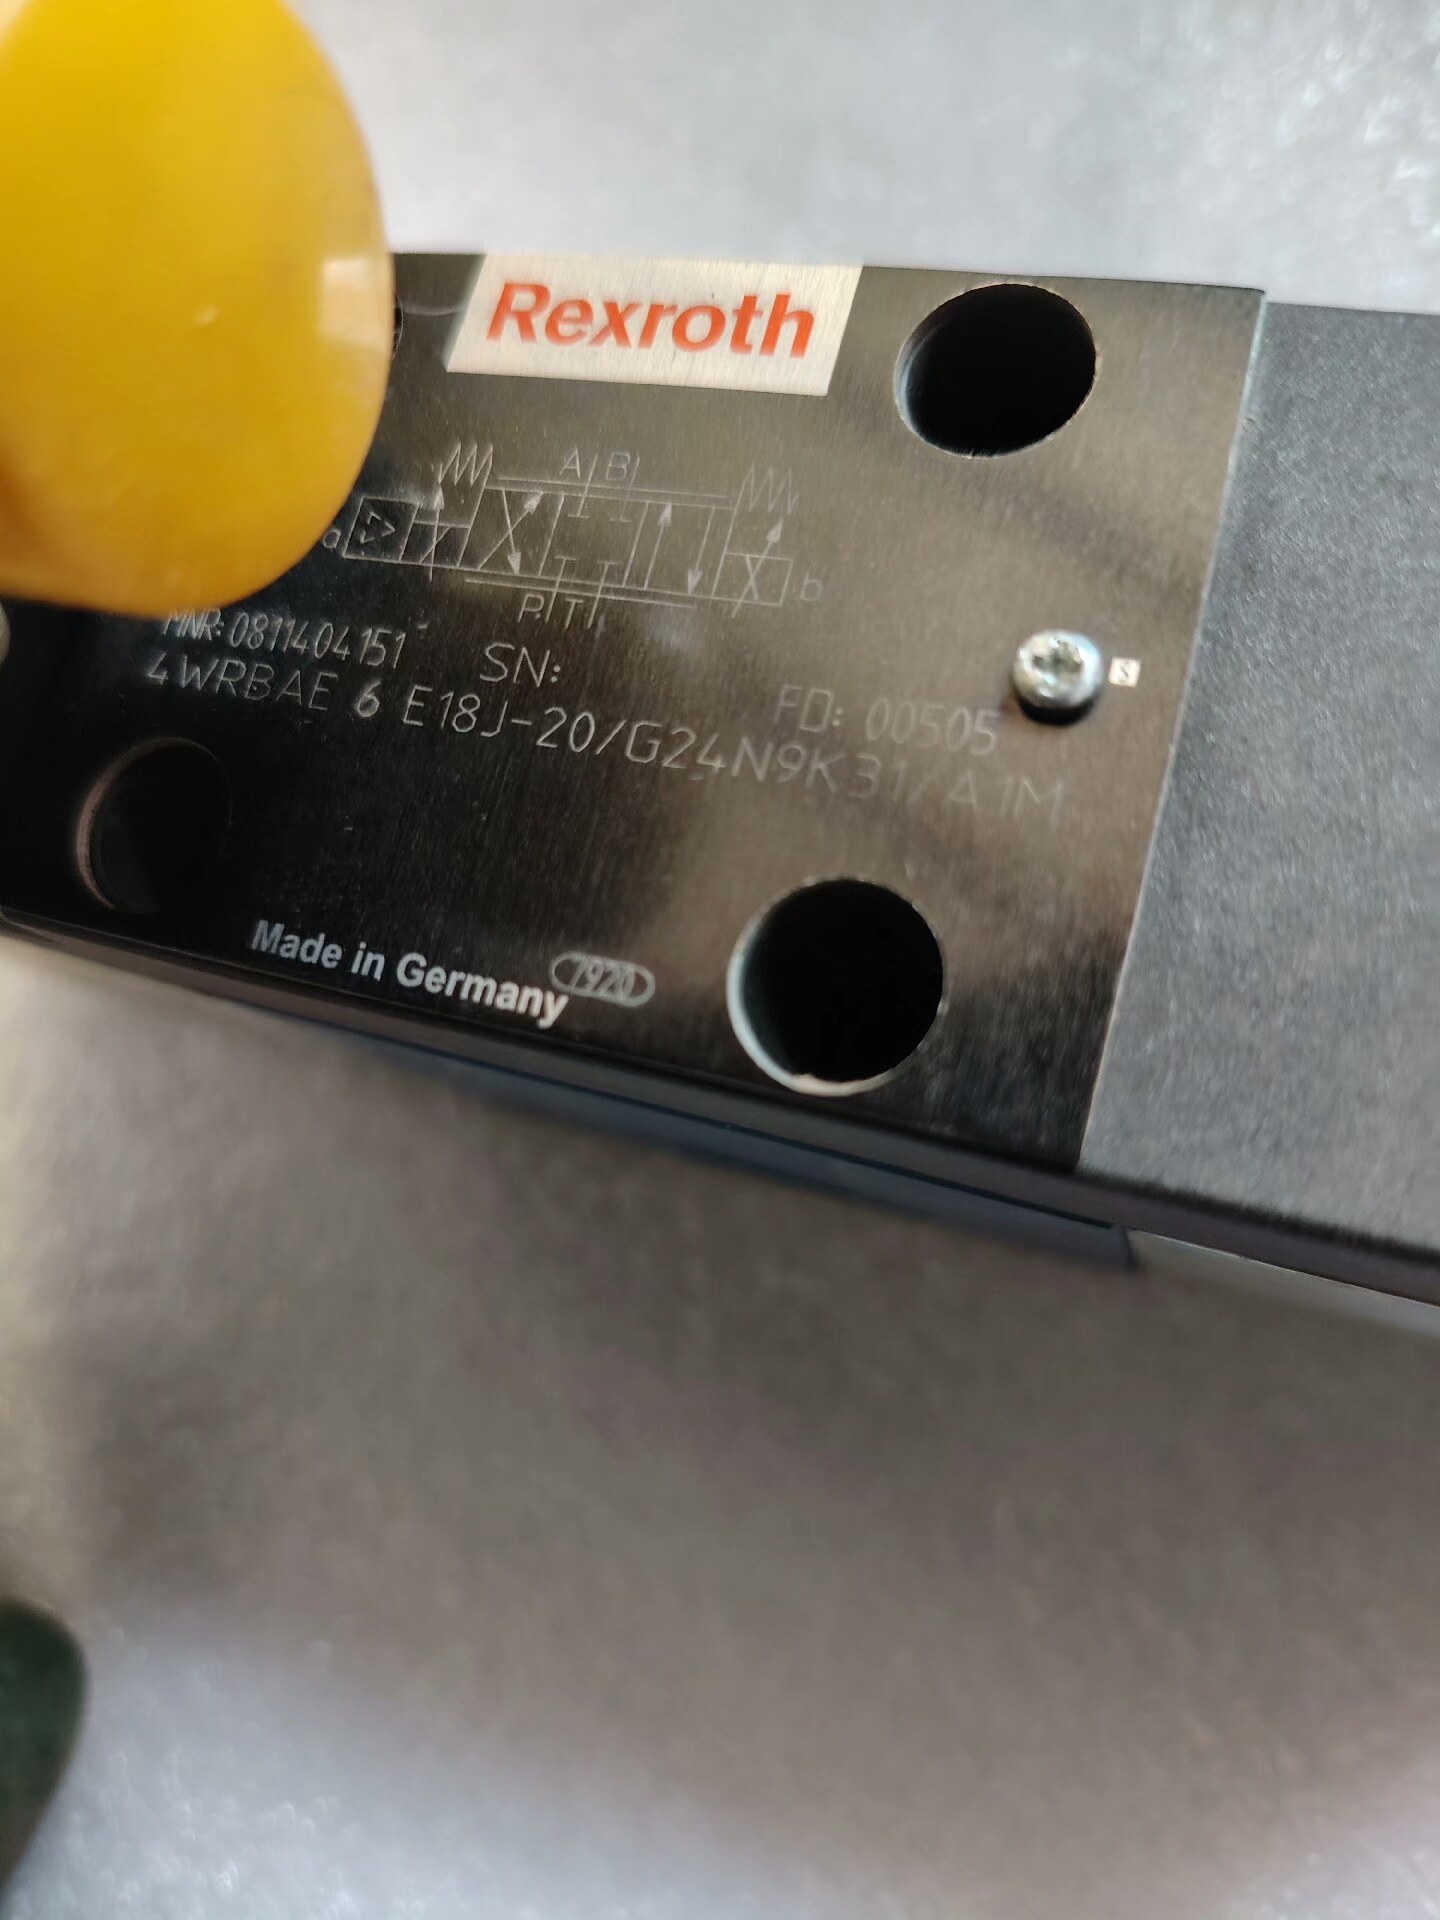 Rexroth
A B
a b
P T
MNR: 0811404151 SN: FD: 00505
4WRBAE 6 E18J-20/G24N9K31/A1M
S
Made in Germany 7920